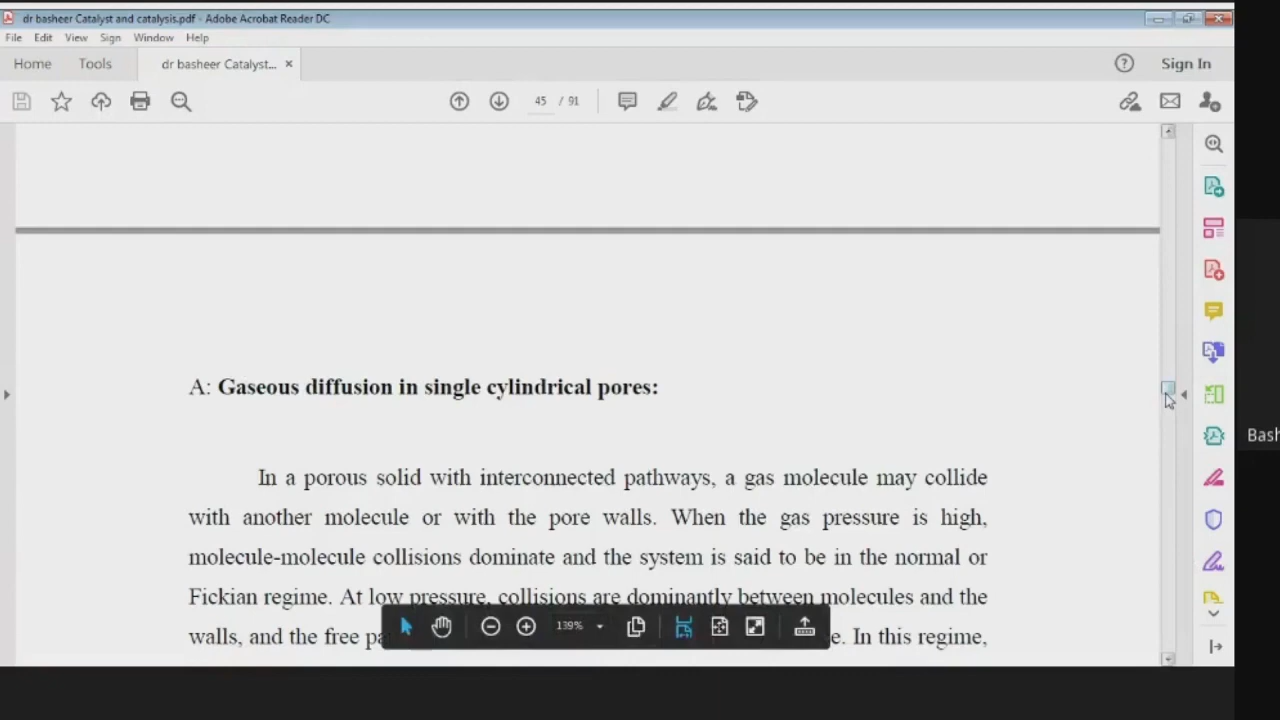 dr basheer Catalyst and catalysis.pdf - Adobe Acrobat Reader DC
File Edit View Sign Window Help
Home Tools dr basheer Catalyst... × Sign In
45 / 91
A: Gaseous diffusion in single cylindrical pores:
In a porous solid with interconnected pathways, a gas molecule may collide
with another molecule or with the pore walls. When the gas pressure is high,
molecule-molecule collisions dominate and the system is said to be in the normal or
Fickian regime. At low pressure, collisions are dominantly between molecules and the
walls, and the free pa
e. In this regime,
139%
Bash